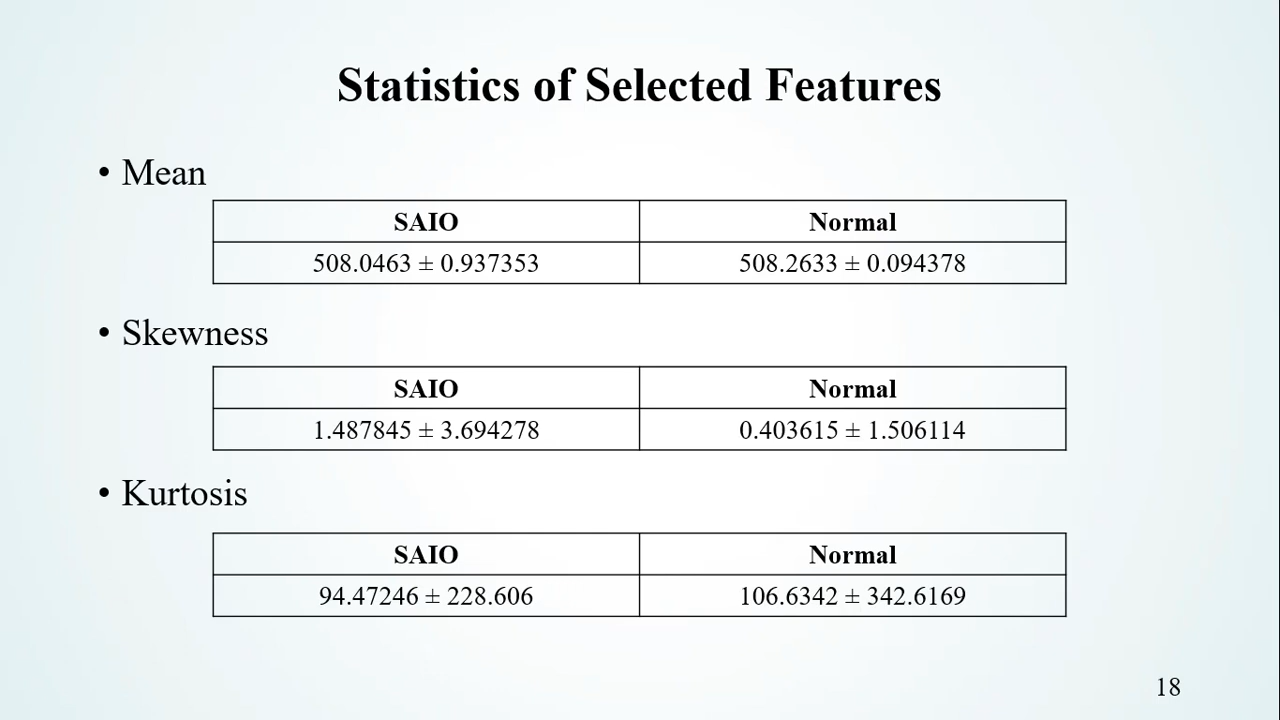 Statistics of Selected Features
• Mean
SAIO Normal
508.0463 ± 0.937353 508.2633 ± 0.094378
• Skewness
SAIO Normal
1.487845 ± 3.694278 0.403615 ± 1.506114
• Kurtosis
SAIO Normal
94.47246 ± 228.606 106.6342 ± 342.6169
18